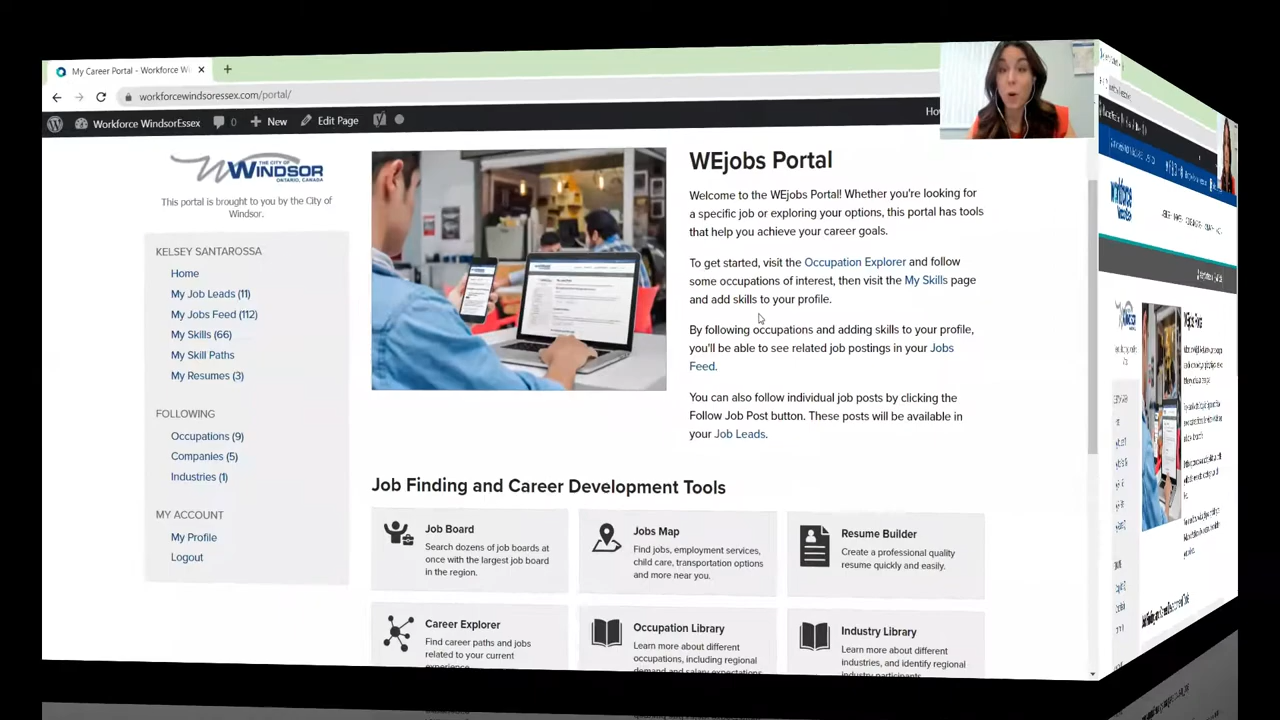 My Career Portal - Workforce W
workforcewindsoressex.com/portal/
Workforce WindsorEssex 0 New Edit Page
THE CITY OF
WINDSOR
ONTARIO, CANADA
This portal is brought to you by the City of
Windsor.
KELSEY SANTAROSSA
Home
My Job Leads (11)
My Jobs Feed (112)
My Skills (66)
My Skill Paths
My Resumes (3)
FOLLOWING
Occupations (9)
Companies (5)
Industries (1)
MY ACCOUNT
My Profile
Logout
WEjobs Portal
Welcome to the WEjobs Portal! Whether you're looking for
a specific job or exploring your options, this portal has tools
that help you achieve your career goals.
To get started, visit the Occupation Explorer and follow
some occupations of interest, then visit the My Skills page
and add skills to your profile.
By following occupations and adding skills to your profile,
you'll be able to see related job postings in your Jobs
Feed.
You can also follow individual job posts by clicking the
Follow Job Post button. These posts will be available in
your Job Leads.
Job Finding and Career Development Tools
Job Board
Search dozens of job boards at
once with the largest job board
in the region.
Jobs Map
Find jobs, employment services,
child care, transportation options
and more near you.
Resume Builder
Create a professional quality
resume quickly and easily.
Career Explorer
Find career paths and jobs
related to your current
experience.
Occupation Library
Learn more about different
occupations, including regional
demand and salary expectations
Industry Library
Learn more about different
industries, and identify regional
industry participants